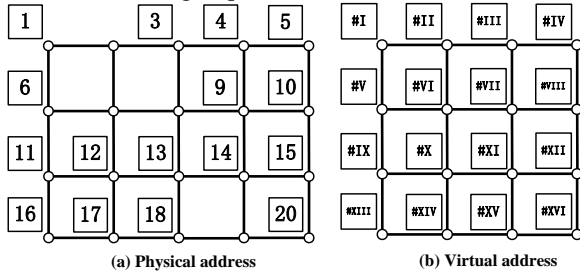 1 3 4 5
6 9 10
11 12 13 14 15
16 17 18 20
(a) Physical address
#I #II #III #IV
#V #VI #VII #VIII
#IX #X #XI #XII
#XIII #XIV #XV #XVI
(b) Virtual address